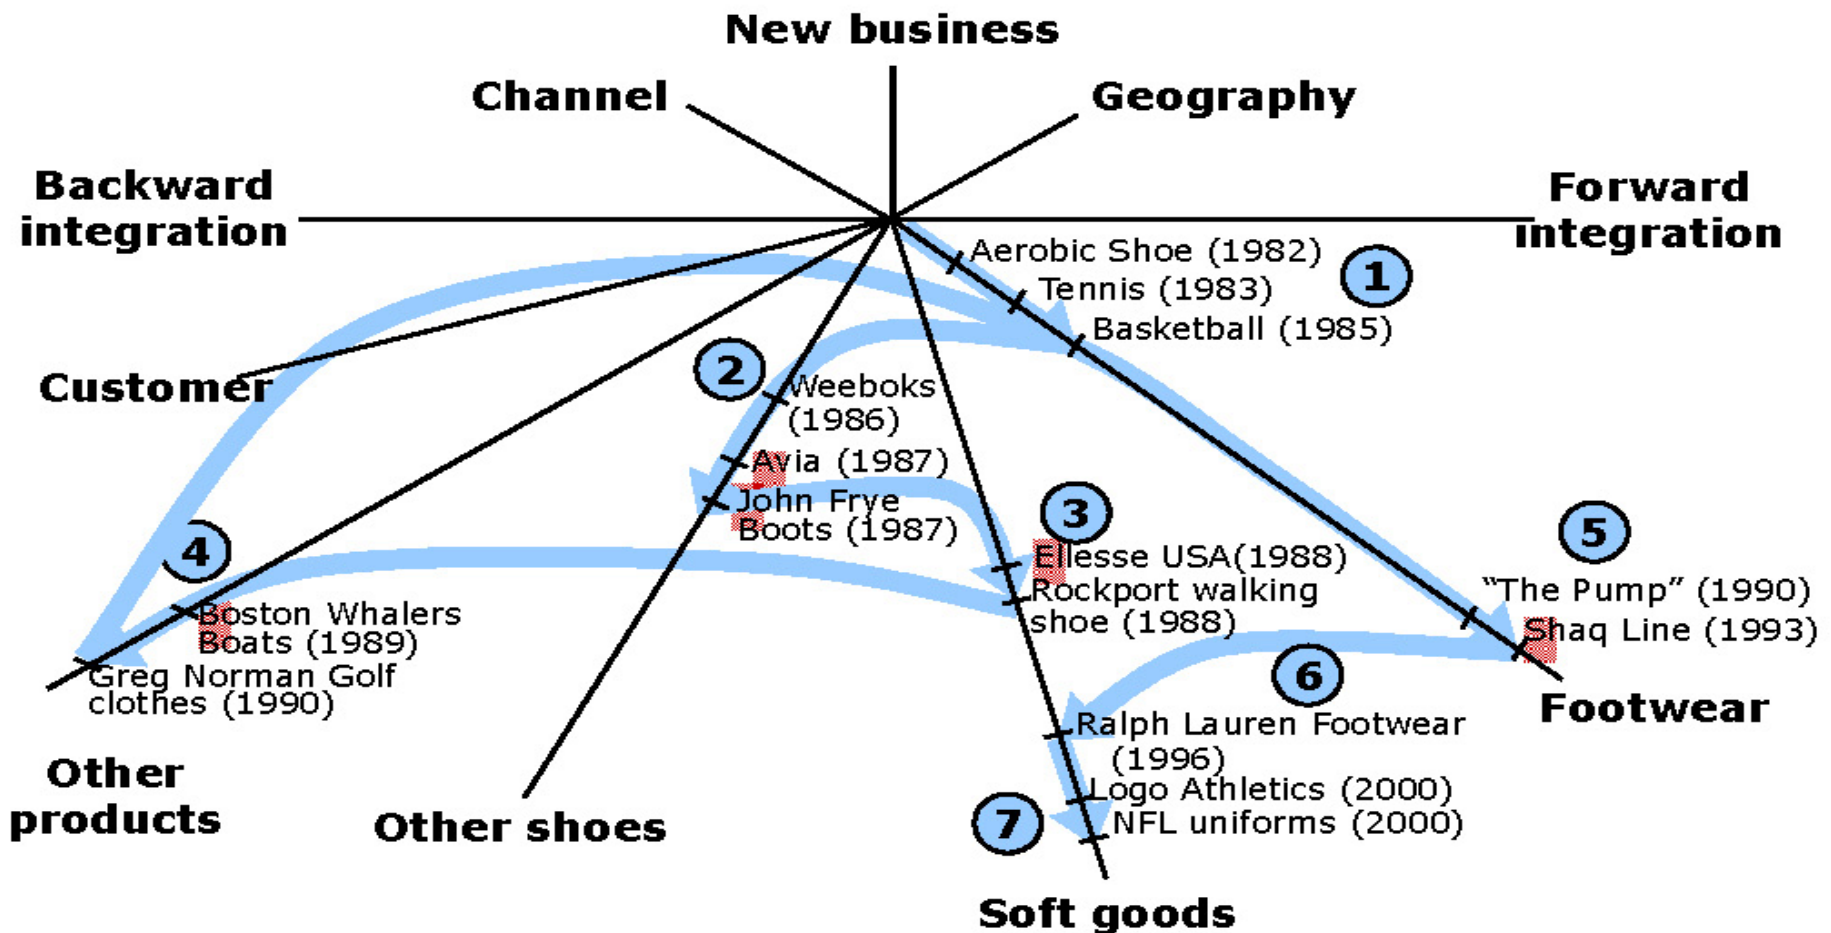 New business
Channel
Geography
Backward
integration
Forward
integration
Aerobic Shoe (1982)
1
Tennis (1983)
Basketball (1985)
Customer
2
Weeboks
(1986)
Avia (1987)
John Frye
Boots (1987)
3
Ellesse USA(1988)
Rockport walking
shoe (1988)
4
Boston Whalers
Boats (1989)
Greg Norman Golf
clothes (1990)
5
“The Pump” (1990)
Shaq Line (1993)
6
Footwear
Ralph Lauren Footwear
(1996)
Logo Athletics (2000)
7
NFL uniforms (2000)
Other
products
Other shoes
Soft goods